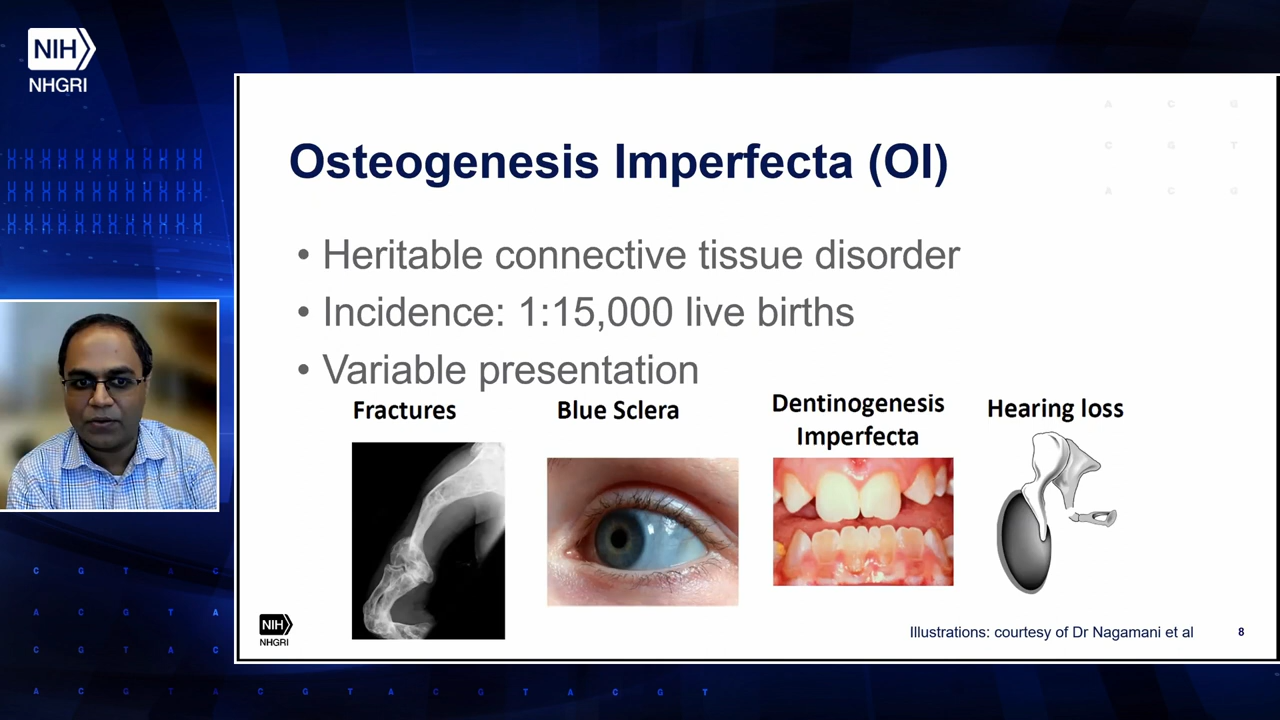 NIH
NHGRI
A C G
C G T
A C G
Osteogenesis Imperfecta (OI)
• Heritable connective tissue disorder
• Incidence: 1:15,000 live births
• Variable presentation
Fractures
Blue Sclera
Dentinogenesis
Imperfecta
Hearing loss
NIH
NHGRI
Illustrations: courtesy of Dr Nagamani et al
8
C G T A C
A C G T A
C G T A C
A C G T A C G T A C G T A C G T